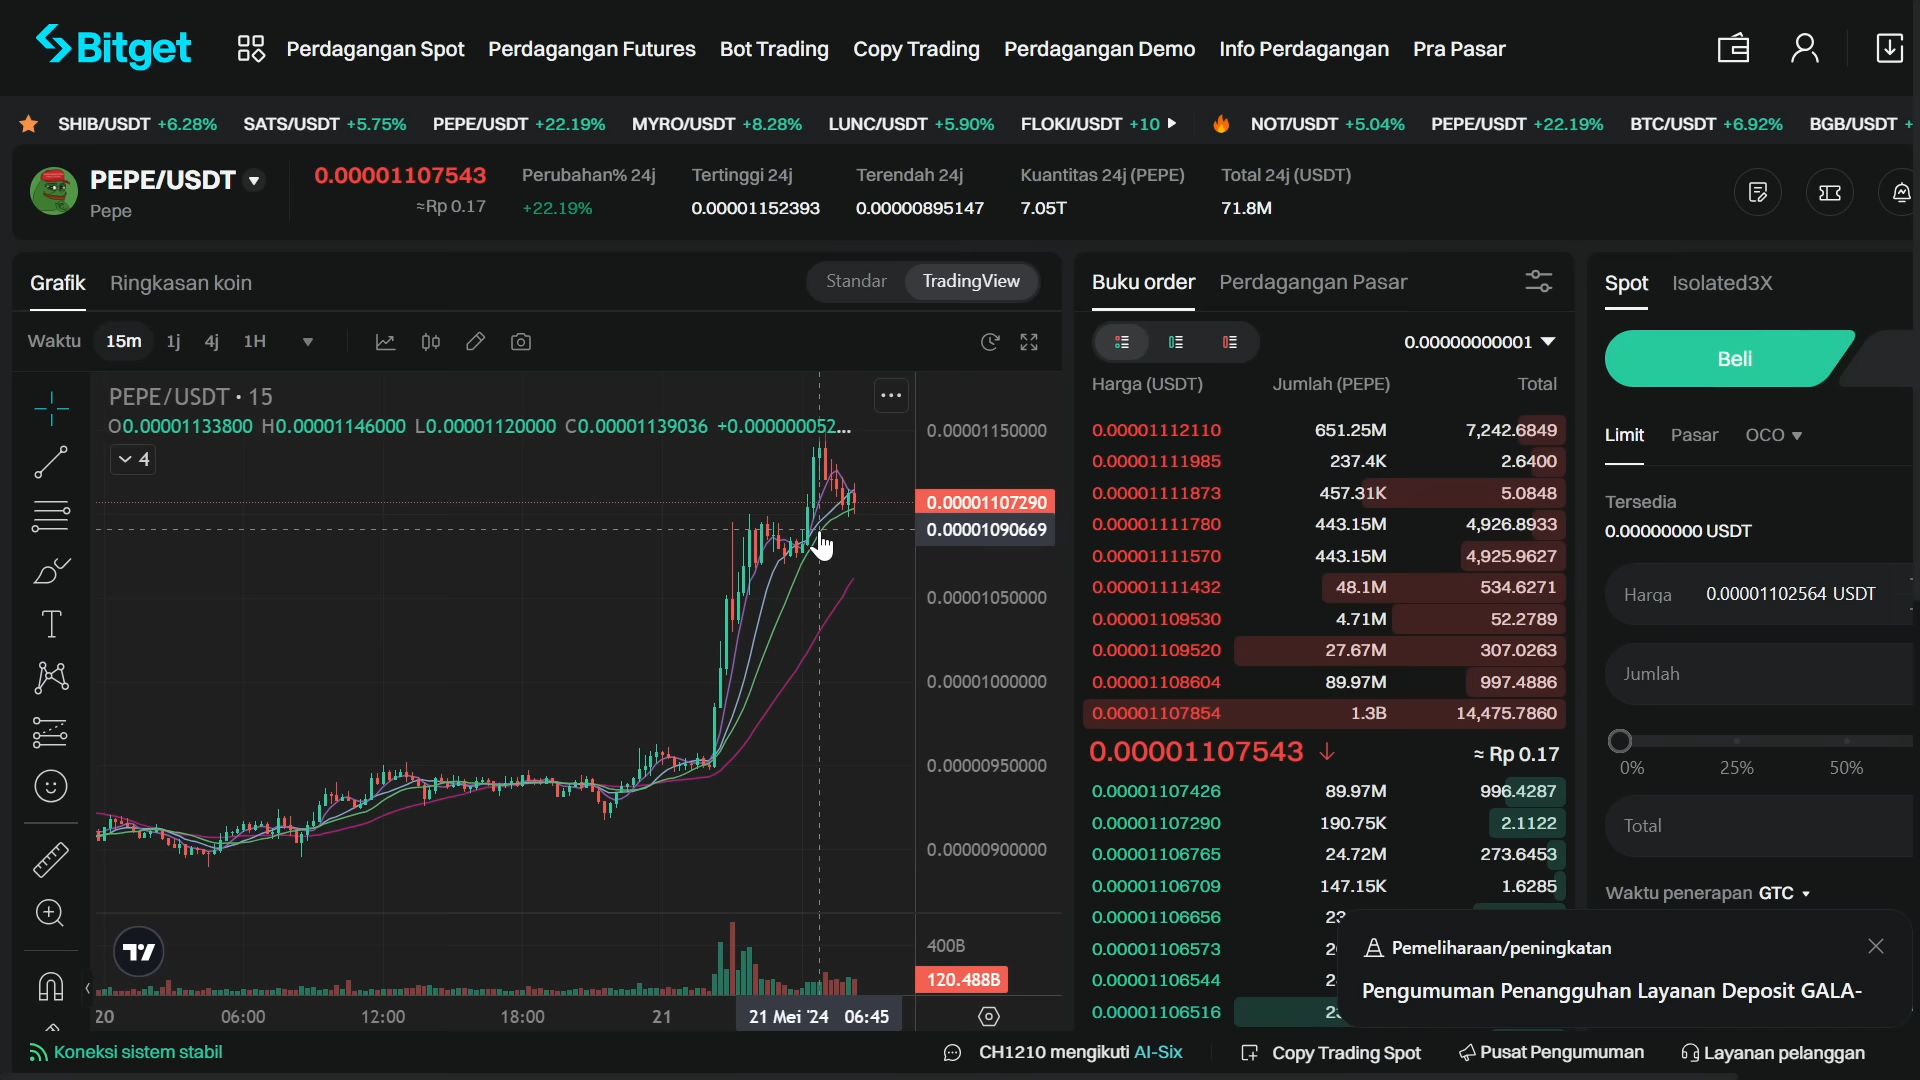 Bitget Perdagangan Spot Perdagangan Futures Bot Trading Copy Trading Perdagangan Demo Info Perdagangan Pra Pasar
SHIB/USDT +6.28% SATS/USDT +5.75% PEPE/USDT +22.19% MYRO/USDT +8.28% LUNC/USDT +5.90% FLOKI/USDT +10 NOT/USDT +5.04% PEPE/USDT +22.19% BTC/USDT +6.92% BGB/USDT +
PEPE/USDT 0.00001107543 Perubahan% 24j Tertinggi 24j Terendah 24j Kuantitas 24j (PEPE) Total 24j (USDT)
Pepe ≈Rp 0.17 +22.19% 0.00001152393 0.00000895147 7.05T 71.8M
Grafik Ringkasan koin Standar TradingView
Waktu 15m 1j 4j 1H
PEPE/USDT · 15
O0.00001133800 H0.00001146000 L0.00001120000 C0.00001139036 +0.000000052...
4
0.00001150000
0.00001107290
0.00001090669
0.00001050000
0.00001000000
0.00000950000
0.00000900000
400B
120.488B
20 06:00 12:00 18:00 21 21 Mei '24 06:45
Buku order Perdagangan Pasar
0.00000000001
Harga (USDT) Jumlah (PEPE) Total
0.00001112110 651.25M 7,242.6849
0.00001111985 237.4K 2.6400
0.00001111873 457.31K 5.0848
0.00001111780 443.15M 4,926.8933
0.00001111570 443.15M 4,925.9627
0.00001111432 48.1M 534.6271
0.00001109530 4.71M 52.2789
0.00001109520 27.67M 307.0263
0.00001108604 89.97M 997.4886
0.00001107854 1.3B 14,475.7860
0.00001107543 ↓ ≈ Rp 0.17
0.00001107426 89.97M 996.4287
0.00001107290 190.75K 2.1122
0.00001106765 24.72M 273.6453
0.00001106709 147.15K 1.6285
0.00001106656
0.00001106573
0.00001106544
0.00001106516
Spot Isolated3X
Beli
Limit Pasar OCO
Tersedia
0.00000000 USDT
Harga 0.00001102564 USDT
Jumlah
0% 25% 50%
Total
Waktu penerapan GTC
Pemeliharaan/peningkatan
Pengumuman Penangguhan Layanan Deposit GALA-
Koneksi sistem stabil CH1210 mengikuti AI-Six Copy Trading Spot Pusat Pengumuman Layanan pelanggan